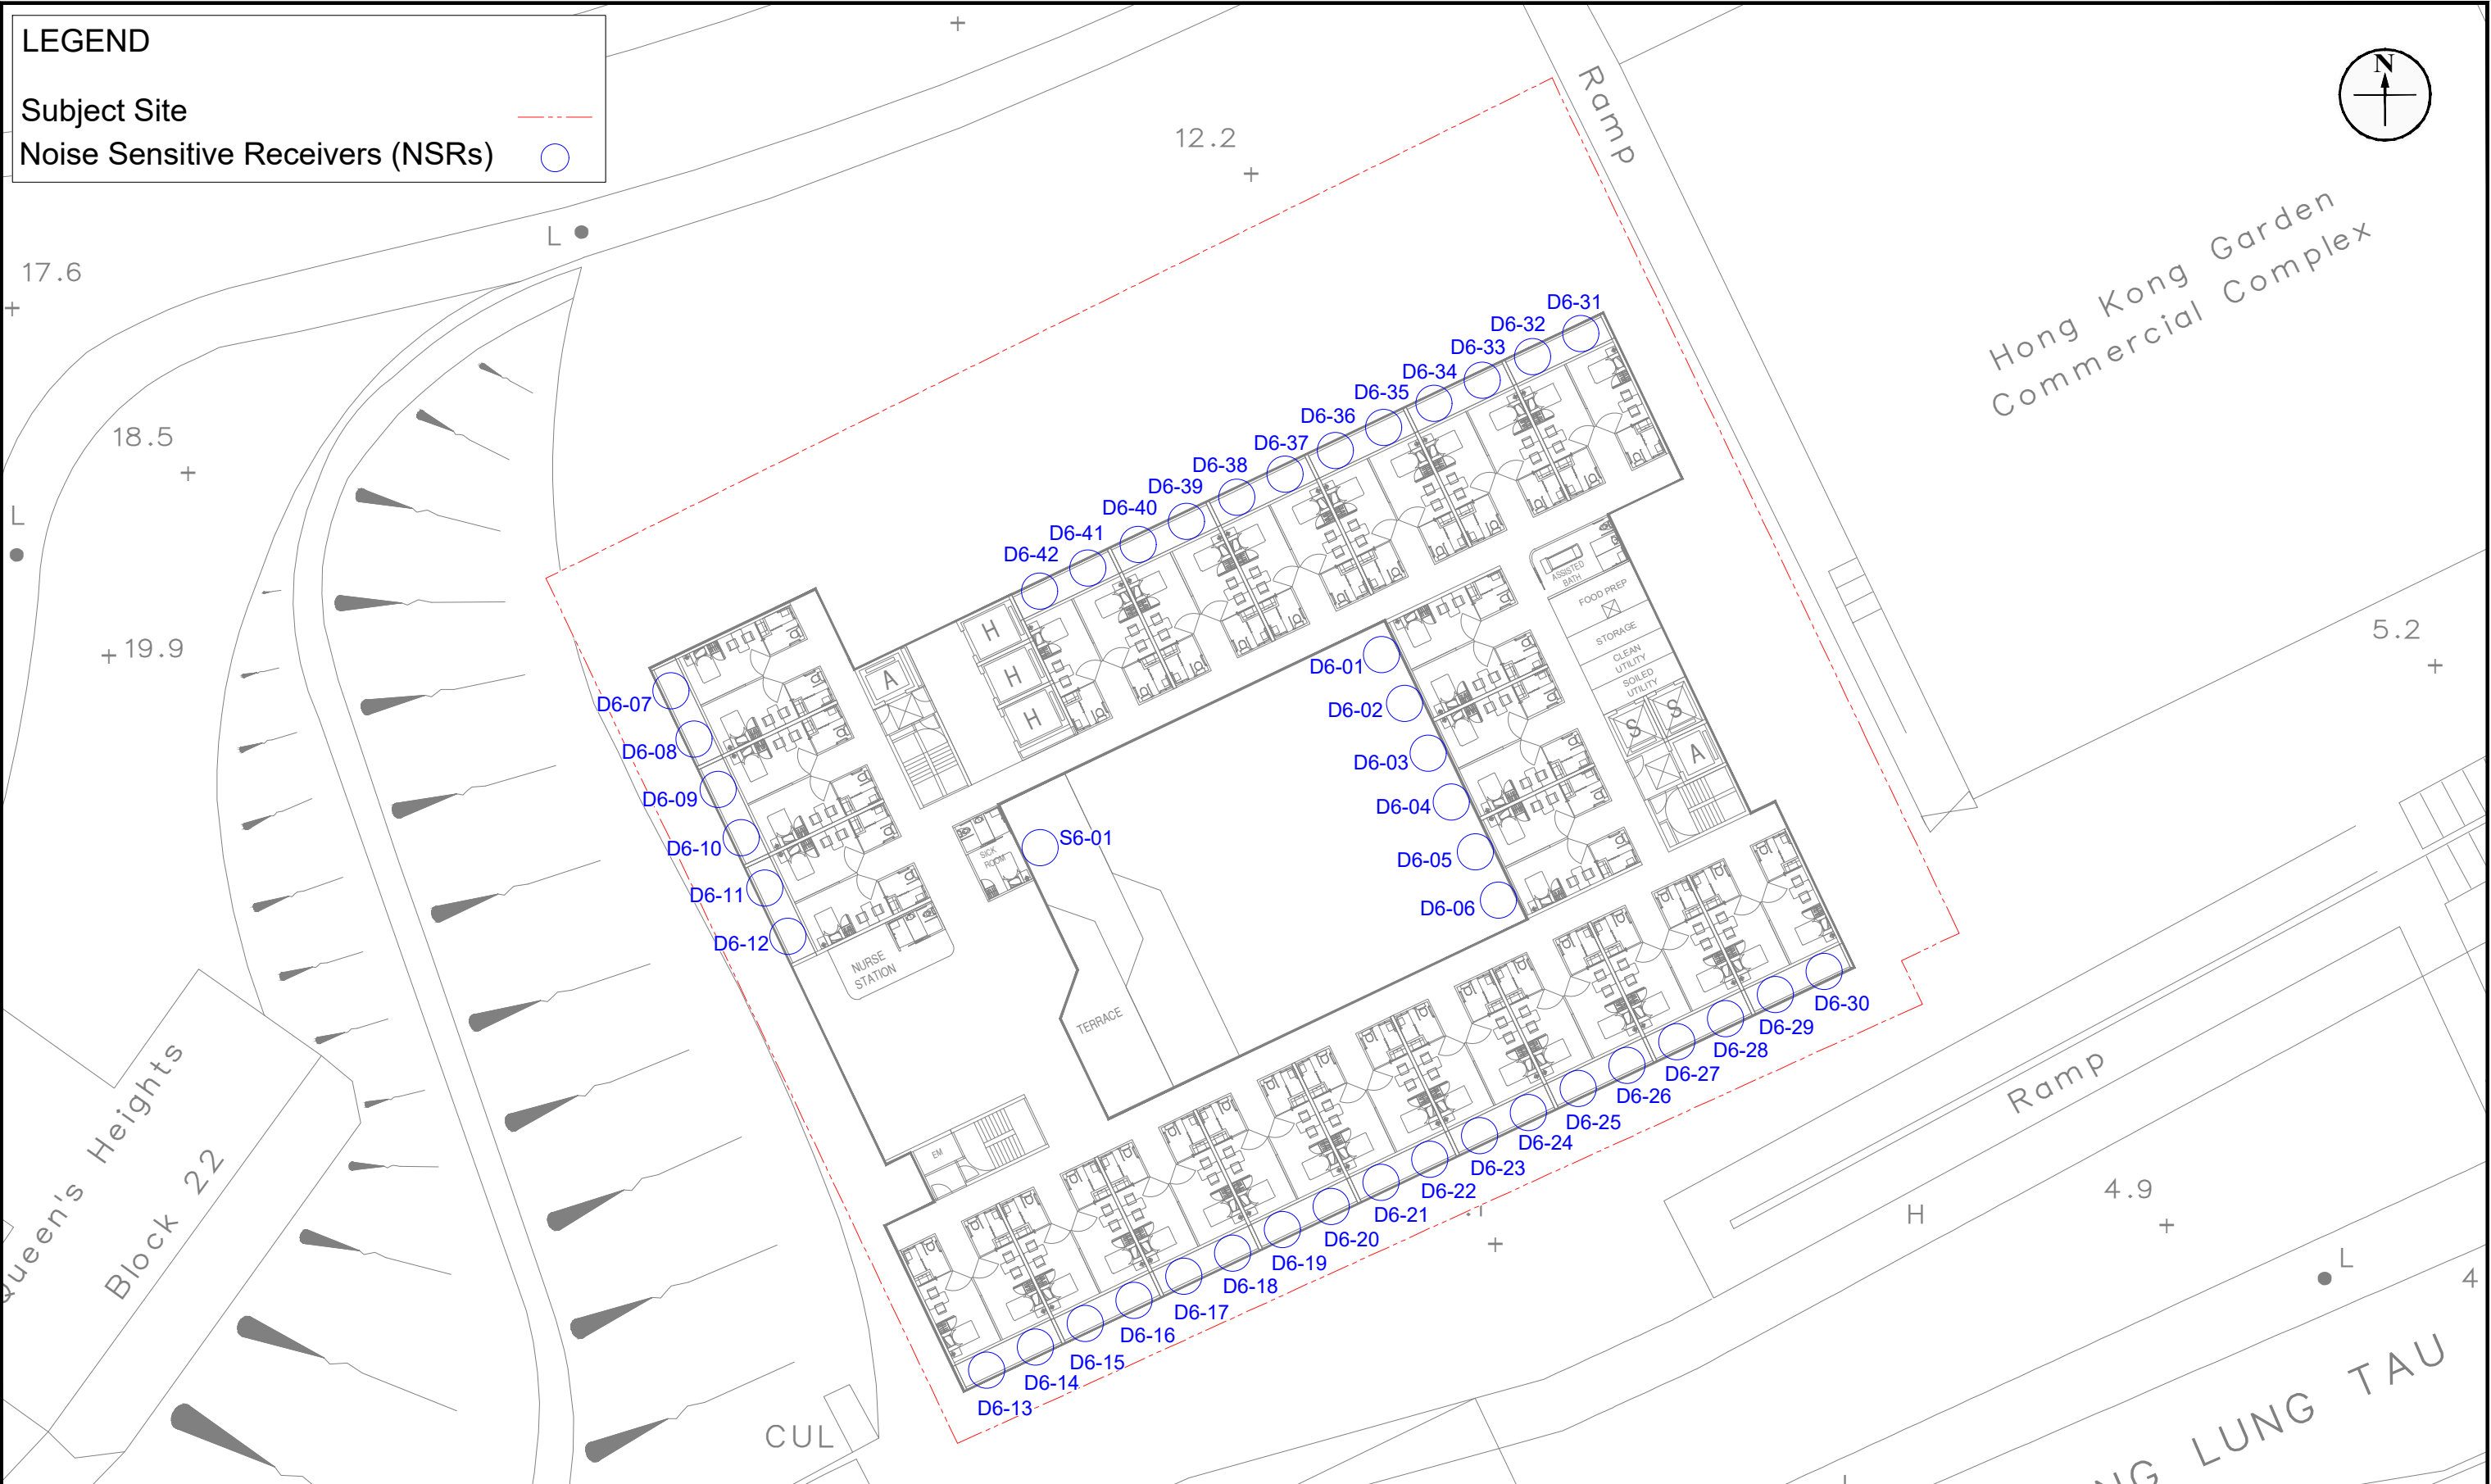 LEGEND
Subject Site
Noise Sensitive Receivers (NSRs)
N
Ramp
12.2
Hong Kong Garden
Commercial Complex
L
17.6
18.5
L
19.9
5.2
D6-31
D6-32
D6-33
D6-34
D6-35
D6-36
D6-37
D6-38
D6-39
D6-40
D6-41
D6-42
H
H
H
A
ASSISTED
BATH
FOOD PREP
STORAGE
CLEAN
UTILITY
SOILED
UTILITY
S
S
A
D6-01
D6-02
D6-03
D6-04
D6-05
D6-06
D6-07
D6-08
D6-09
D6-10
D6-11
D6-12
S6-01
SICK
ROOM
NURSE
STATION
TERRACE
EM
D6-30
D6-29
D6-28
D6-27
D6-26
D6-25
D6-24
D6-23
D6-22
D6-21
D6-20
D6-19
D6-18
D6-17
D6-16
D6-15
D6-14
D6-13
.1
Queen's Heights
Block 22
Ramp
H
4.9
L
4
CUL
NG LUNG TAU